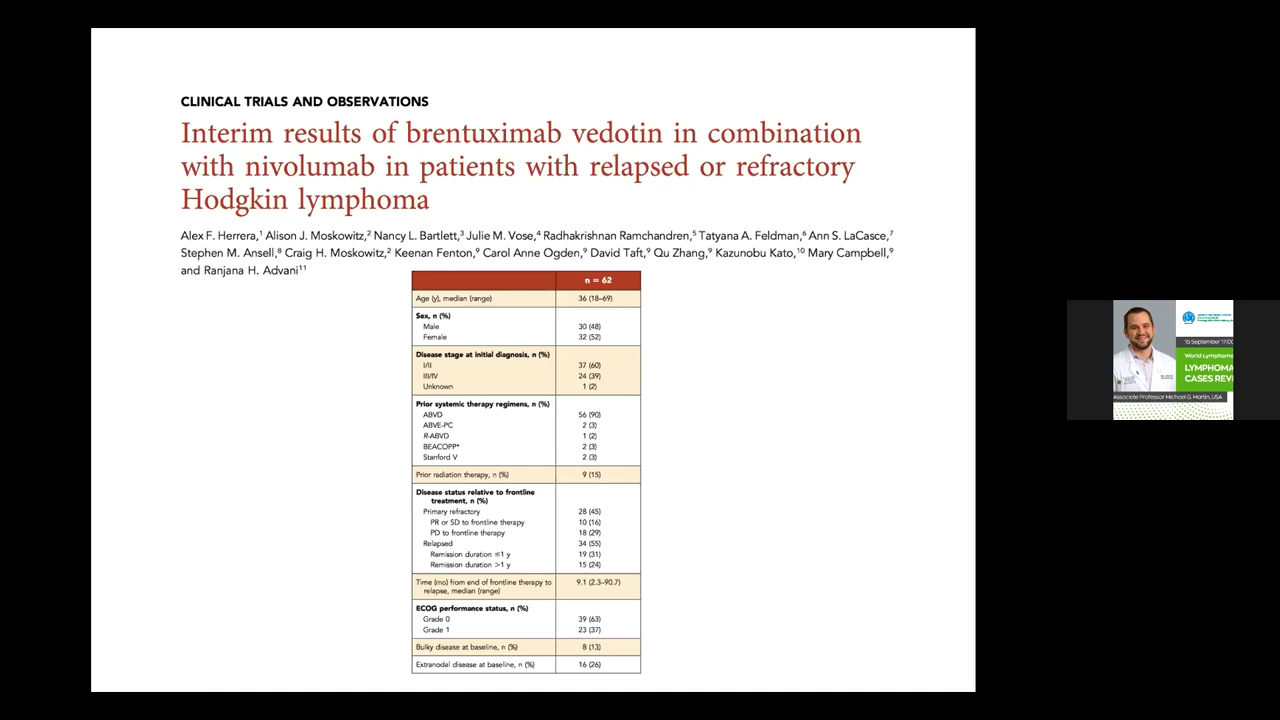 CLINICAL TRIALS AND OBSERVATIONS
Interim results of brentuximab vedotin in combination
with nivolumab in patients with relapsed or refractory
Hodgkin lymphoma
Alex F. Herrera,¹ Alison J. Moskowitz,² Nancy L. Bartlett,³ Julie M. Vose,⁴ Radhakrishnan Ramchandren,⁵ Tatyana A. Feldman,⁶ Ann S. LaCasce,⁷
Stephen M. Ansell,⁸ Craig H. Moskowitz,² Keenan Fenton,⁹ Carol Anne Ogden,⁹ David Taft,⁹ Qu Zhang,⁹ Kazunobu Kato,¹⁰ Mary Campbell,⁹
and Ranjana H. Advani¹¹
n = 62
Age (y), median (range) 36 (18–69)
Sex, n (%)
Male 30 (48)
Female 32 (52)
Disease stage at initial diagnosis, n (%)
I/II 37 (60)
III/IV 24 (39)
Unknown 1 (2)
Prior systemic therapy regimens, n (%)
ABVD 56 (90)
ABVE-PC 2 (3)
R-ABVD 1 (2)
BEACOPP* 2 (3)
Stanford V 2 (3)
Prior radiation therapy, n (%) 9 (15)
Disease status relative to frontline
treatment, n (%)
Primary refractory 28 (45)
PR or SD to frontline therapy 10 (16)
PD to frontline therapy 18 (29)
Relapsed 34 (55)
Remission duration ≤1 y 19 (31)
Remission duration >1 y 15 (24)
Time (mo) from end of frontline therapy to 9.1 (2.3–90.7)
relapse, median (range)
ECOG performance status, n (%)
Grade 0 39 (63)
Grade 1 23 (37)
Bulky disease at baseline, n (%) 8 (13)
Extranodal disease at baseline, n (%) 16 (26)
15 September 17:00
World Lymphoma
LYMPHOMA
CASES REV
Associate Professor Michael G. Martin, USA